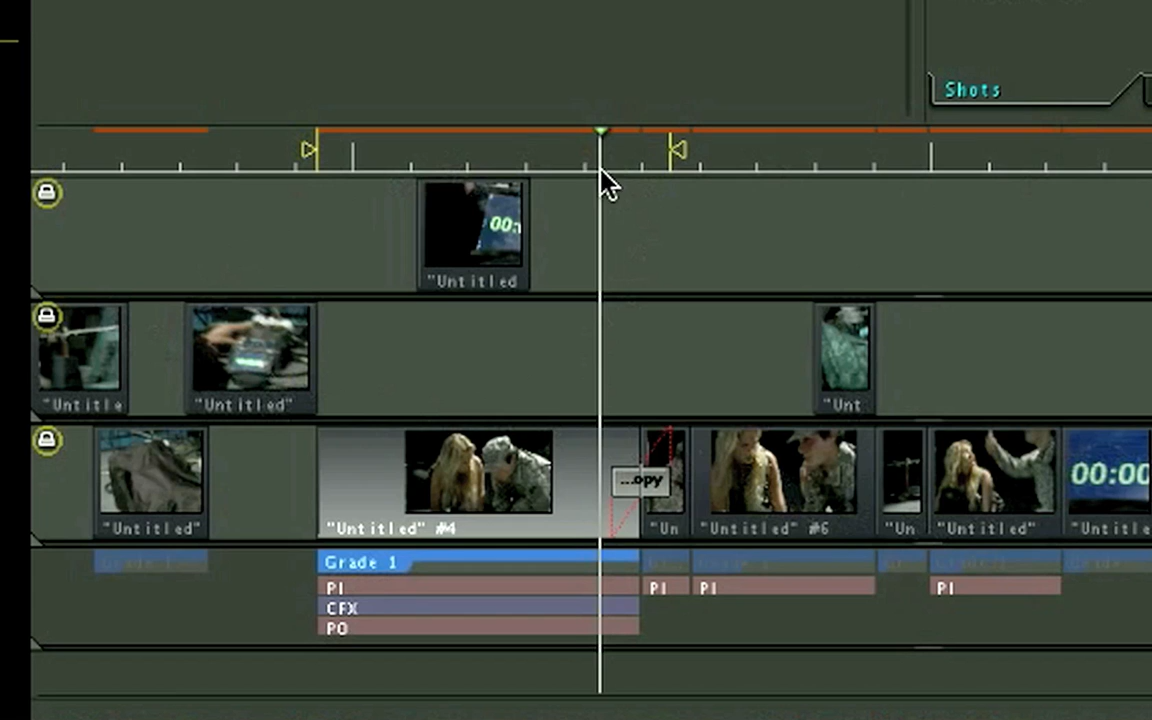 Shots
00:
"Untitled
"Untitle
"Untitled"
"Unt
...opy
00:00
"Untitled"
"Untitled" #4
"Un
"Untitled" #6
"Un
"Untitled"
"Untitle
Grade 1
PI
PI
PI
PI
CFX
PO